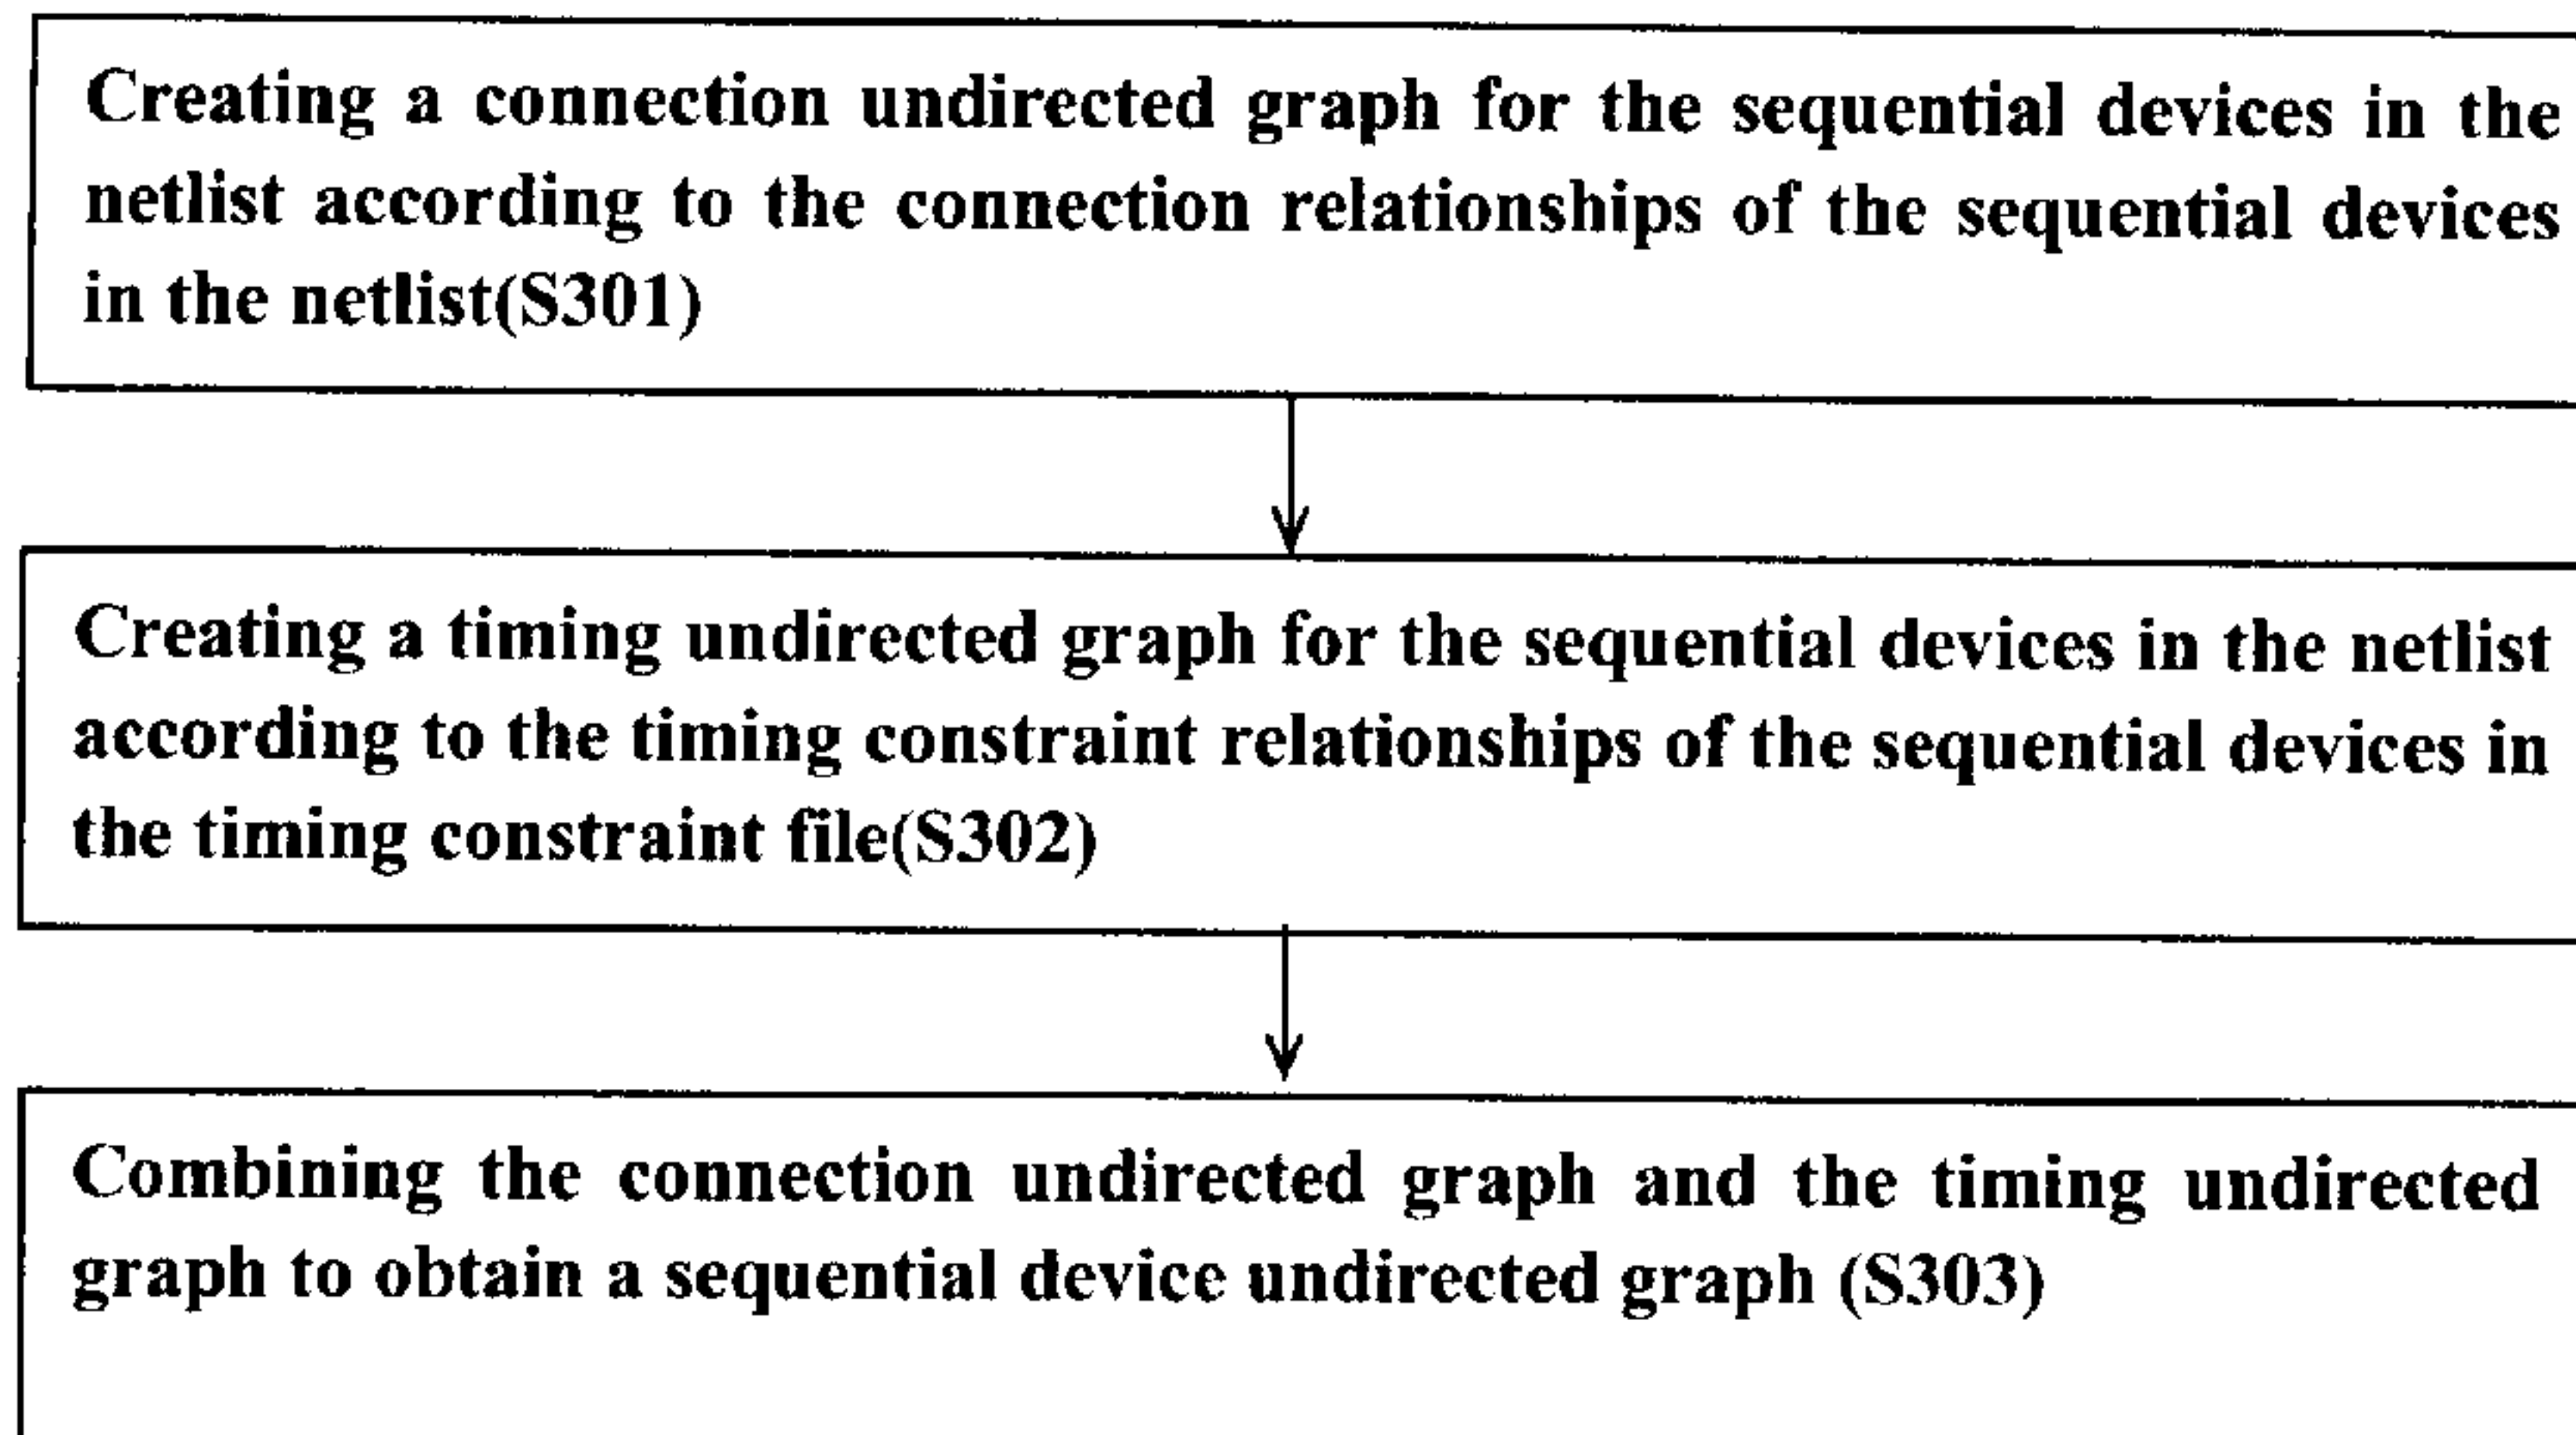 Creating a connection undirected graph for the sequential devices in the
netlist according to the connection relationships of the sequential devices
in the netlist(S301)
Creating a timing undirected graph for the sequential devices in the netlist
according to the timing constraint relationships of the sequential devices in
the timing constraint file(S302)
Combining the connection undirected graph and the timing undirected
graph to obtain a sequential device undirected graph (S303)